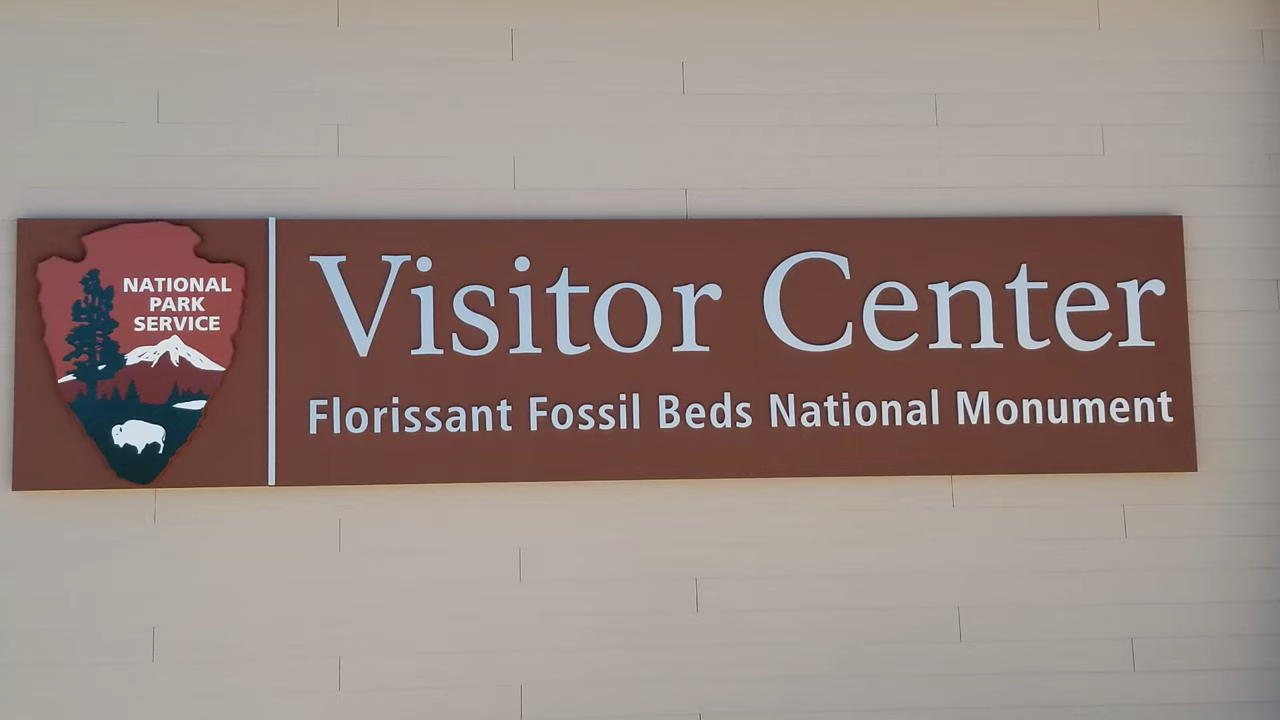 NATIONAL
PARK
SERVICE
Visitor Center
Florissant Fossil Beds National Monument